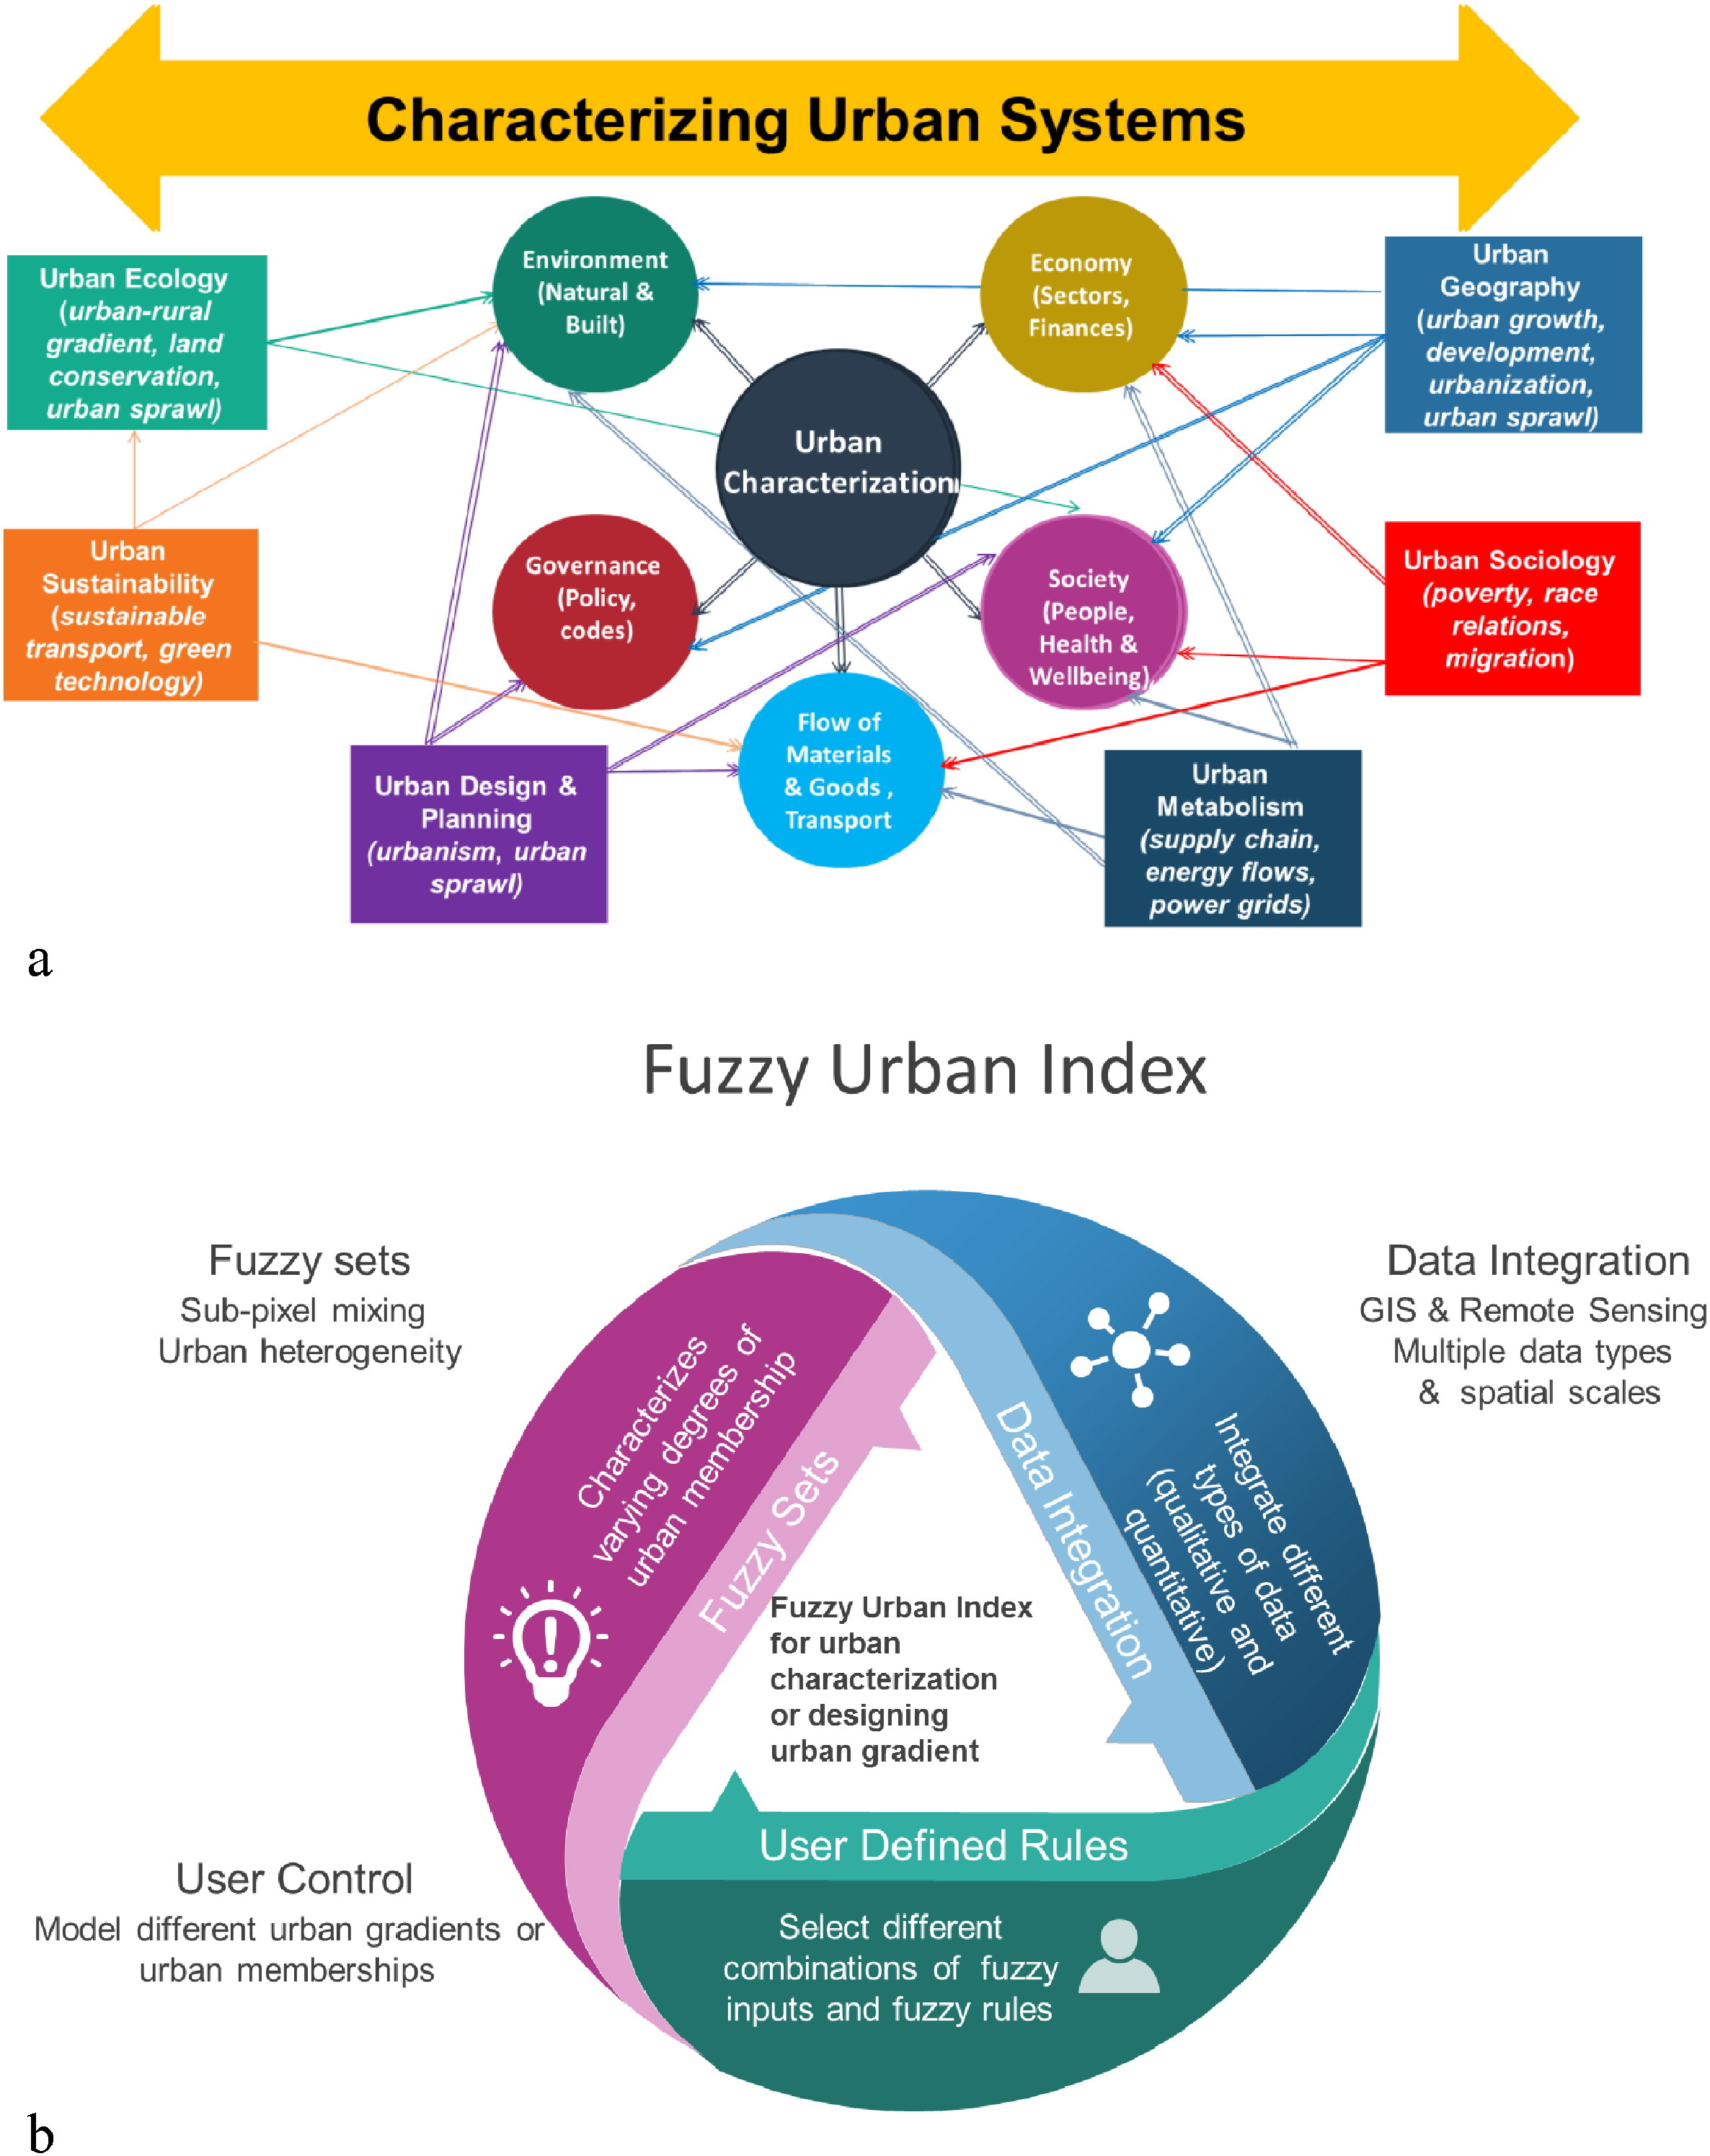 Characterizing Urban Systems
Urban Ecology
(urban-rural
gradient, land
conservation,
urban sprawl)
Environment
(Natural &
Built)
Economy
(Sectors,
Finances)
Urban
Geography
(urban growth,
development,
urbanization,
urban sprawl)
Urban
Characterization
Urban
Sustainability
(sustainable
transport, green
technology)
Governance
(Policy,
codes)
Society
(People,
Health &
Wellbeing)
Urban Sociology
(poverty, race
relations,
migration)
Urban Design &
Planning
(urbanism, urban
sprawl)
Flow of
Materials
& Goods ,
Transport
Urban
Metabolism
(supply chain,
energy flows,
power grids)
a
Fuzzy Urban Index
Fuzzy sets
Sub-pixel mixing
Urban heterogeneity
Data Integration
GIS & Remote Sensing
Multiple data types
& spatial scales
Characterizes
varying degrees of
urban membership
Fuzzy Sets
Data Integration
Integrate different
types of data
(qualitative and
quantitative)
Fuzzy Urban Index
for urban
characterization
or designing
urban gradient
User Defined Rules
Select different
combinations of fuzzy
inputs and fuzzy rules
User Control
Model different urban gradients or
urban memberships
b